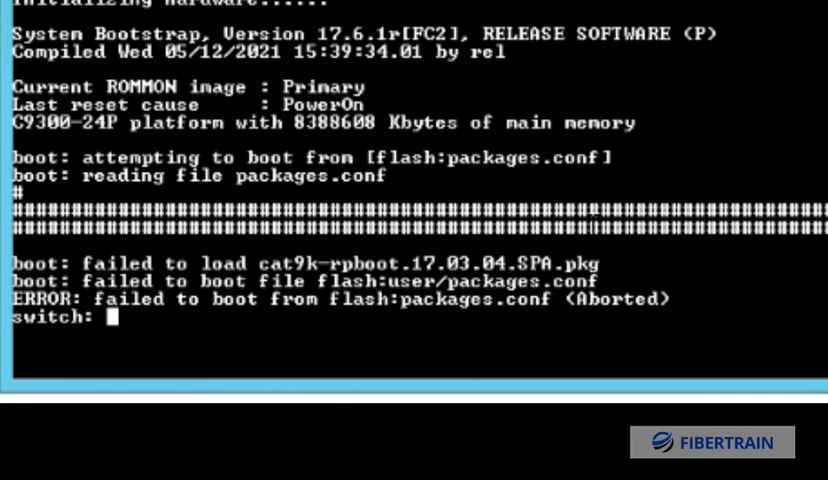 Initializing Hardware......
System Bootstrap, Version 17.6.1r[FC2], RELEASE SOFTWARE (P)
Compiled Wed 05/12/2021 15:39:34.01 by rel
Current ROMMON image : Primary
Last reset cause     : PowerOn
C9300-24P platform with 8388608 Kbytes of main memory
boot: attempting to boot from [flash:packages.conf]
boot: reading file packages.conf
#
######################################################################
######################################################################
boot: failed to load cat9k-rpboot.17.03.04.SPA.pkg
boot: failed to boot file flash:user/packages.conf
ERROR: failed to boot from flash:packages.conf (Aborted)
switch:
FIBERTRAIN